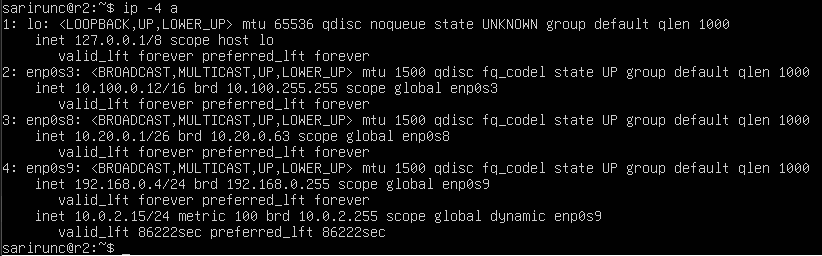 sarirunc@r2:~$ ip -4 a
1: lo: <LOOPBACK,UP,LOWER_UP> mtu 65536 qdisc noqueue state UNKNOWN group default qlen 1000
    inet 127.0.0.1/8 scope host lo
       valid_lft forever preferred_lft forever
2: enp0s3: <BROADCAST,MULTICAST,UP,LOWER_UP> mtu 1500 qdisc fq_codel state UP group default qlen 1000
    inet 10.100.0.12/16 brd 10.100.255.255 scope global enp0s3
       valid_lft forever preferred_lft forever
3: enp0s8: <BROADCAST,MULTICAST,UP,LOWER_UP> mtu 1500 qdisc fq_codel state UP group default qlen 1000
    inet 10.20.0.1/26 brd 10.20.0.63 scope global enp0s8
       valid_lft forever preferred_lft forever
4: enp0s9: <BROADCAST,MULTICAST,UP,LOWER_UP> mtu 1500 qdisc fq_codel state UP group default qlen 1000
    inet 192.168.0.4/24 brd 192.168.0.255 scope global enp0s9
       valid_lft forever preferred_lft forever
    inet 10.0.2.15/24 metric 100 brd 10.0.2.255 scope global dynamic enp0s9
       valid_lft 86222sec preferred_lft 86222sec
sarirunc@r2:~$ _